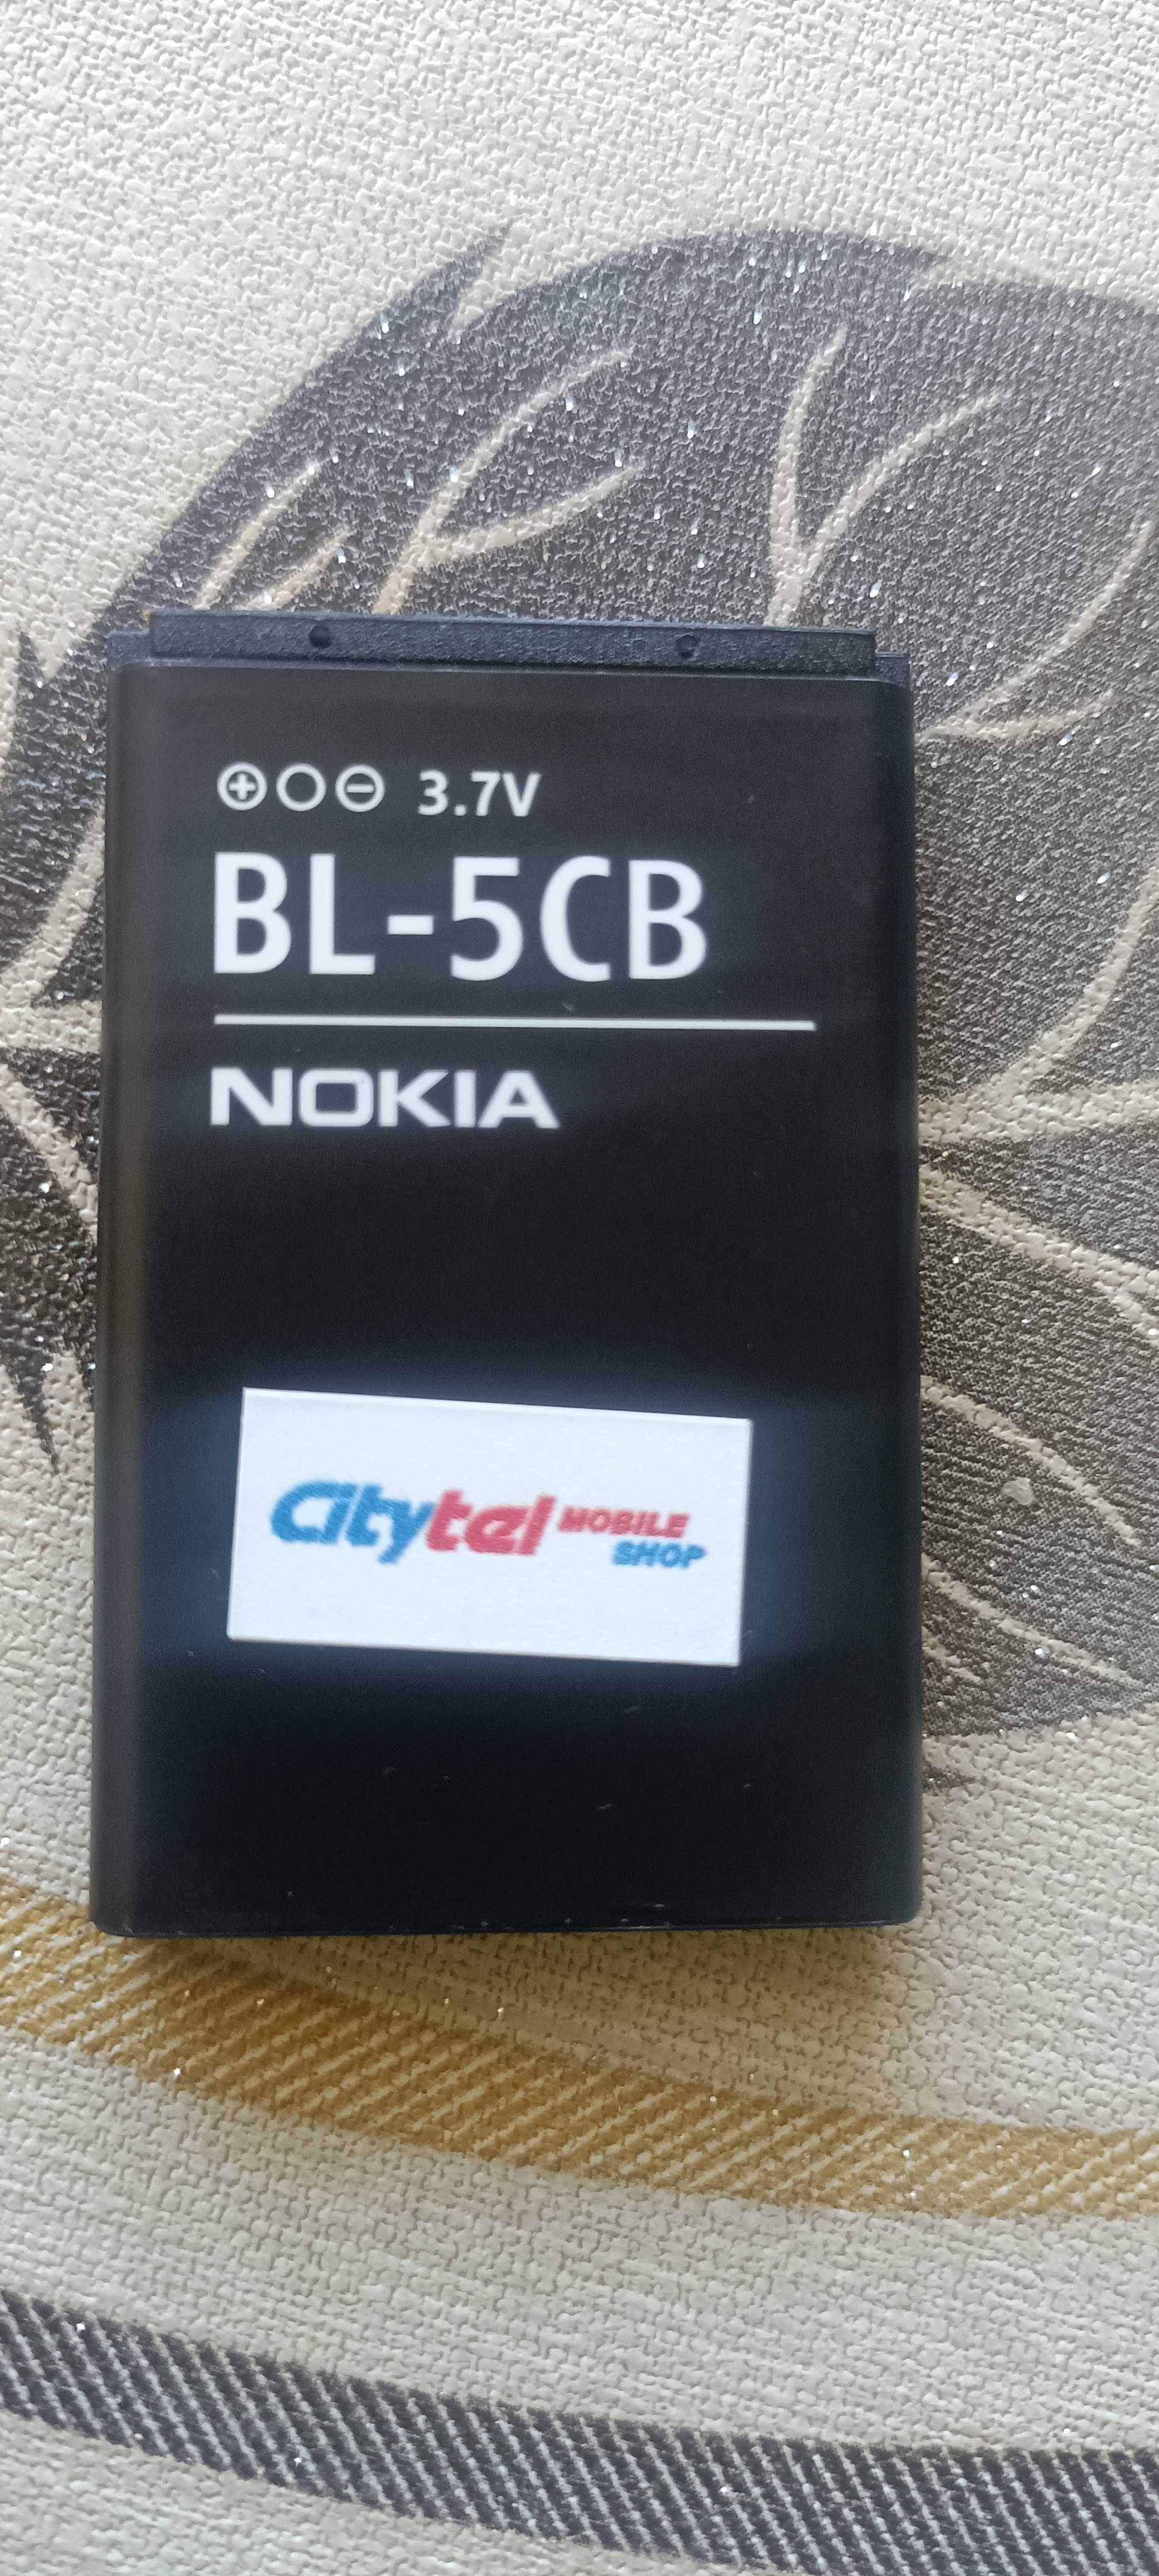 ⊕○⊖ 3.7V
BL-5CB
NOKIA
Citytel MOBILE
SHOP